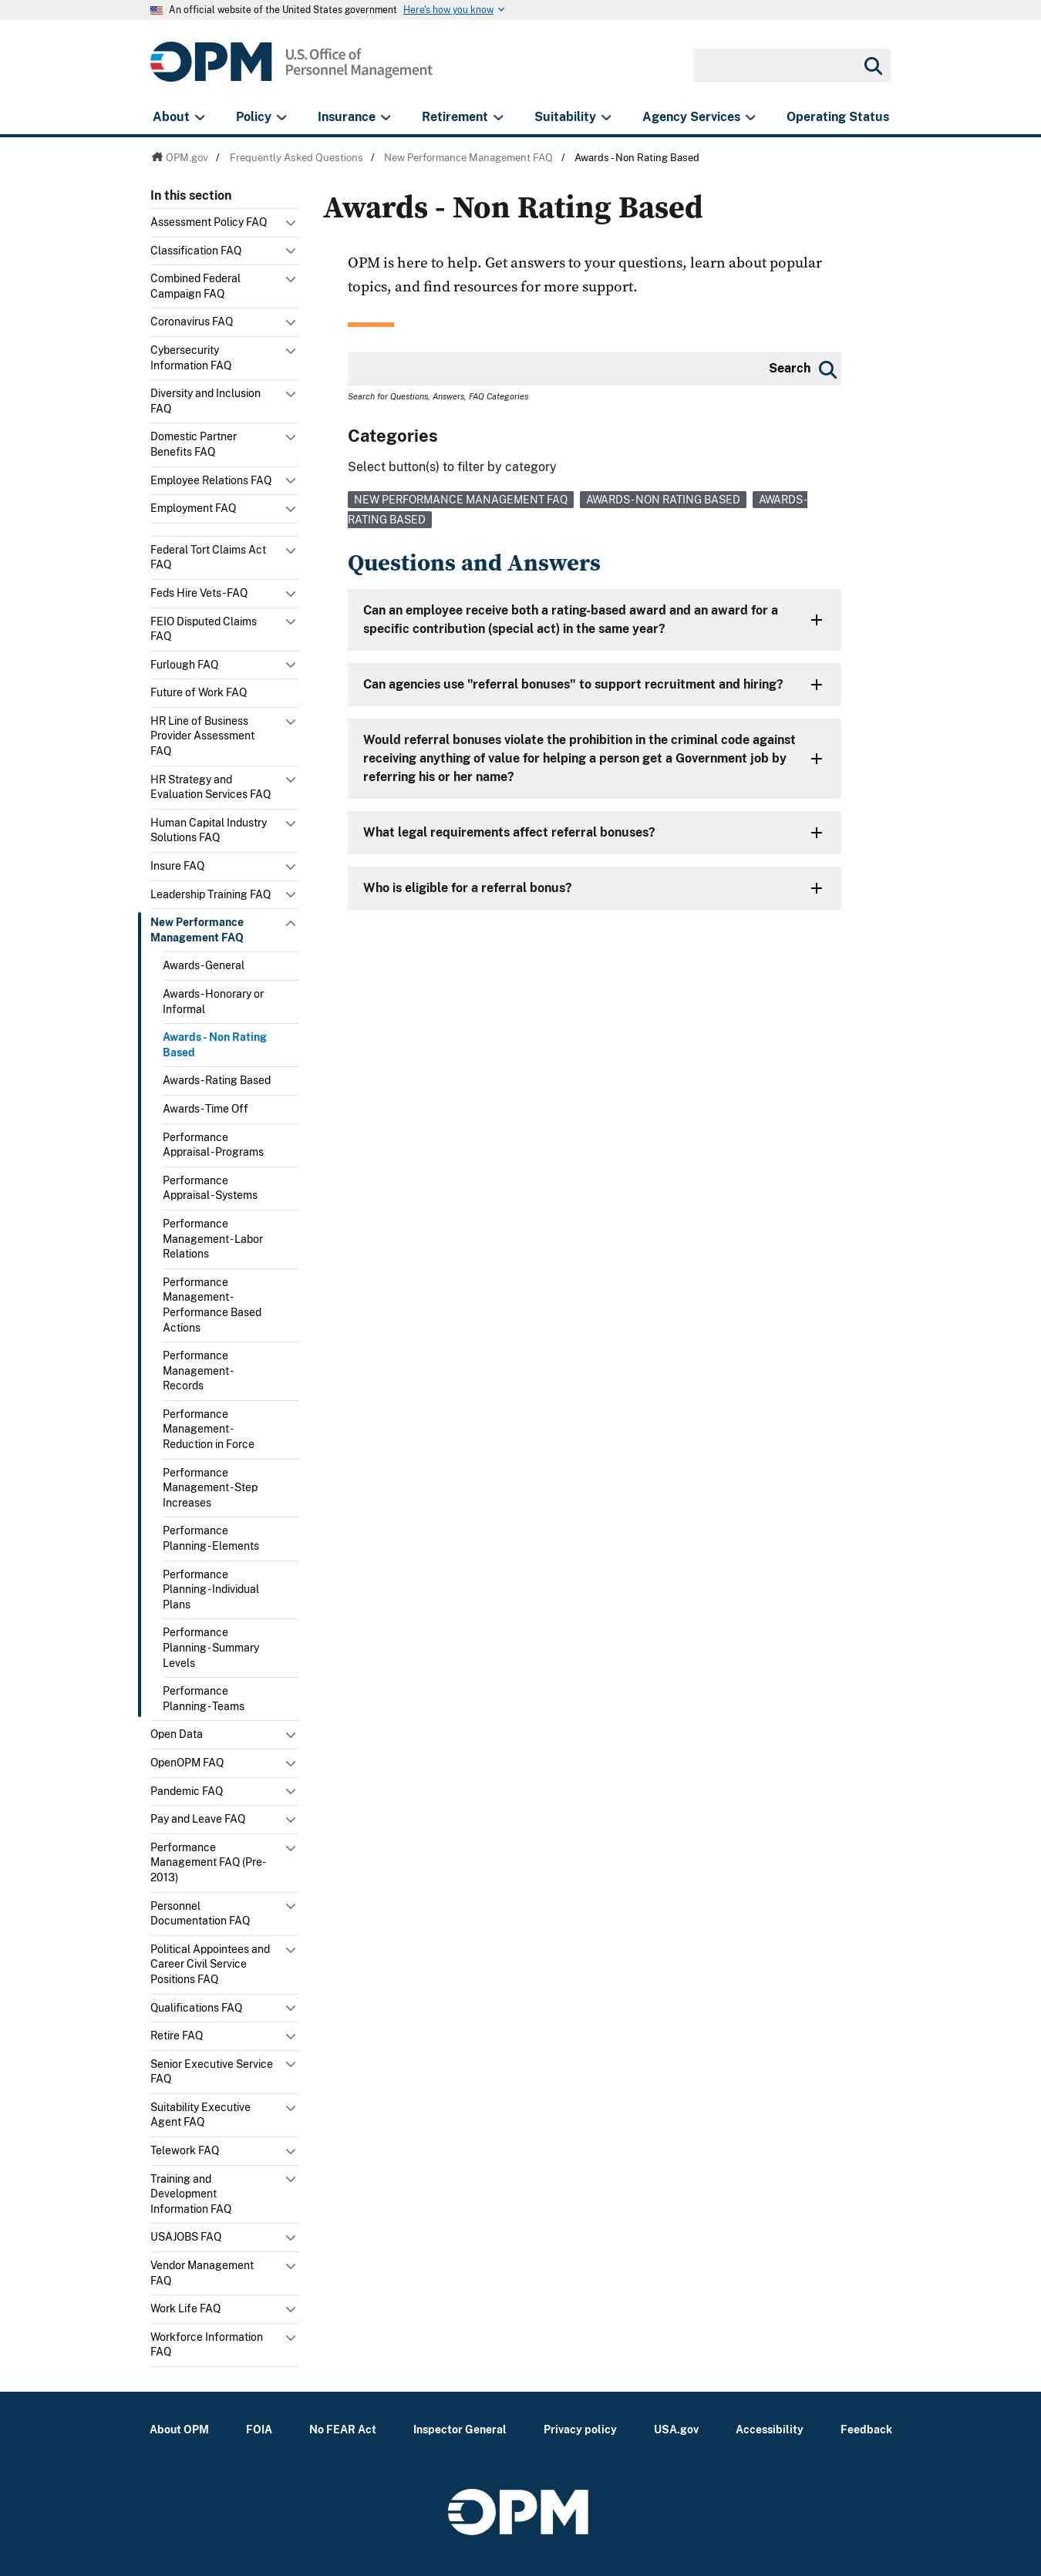 An official website of the United States government Here's how you know
OPM U.S. Office of
Personnel Management
About Policy Insurance Retirement Suitability Agency Services Operating Status
OPM.gov / Frequently Asked Questions / New Performance Management FAQ / Awards-Non Rating Based
In this section
Assessment Policy FAQ
Classification FAQ
Combined Federal
Campaign FAQ
Coronavirus FAQ
Cybersecurity
Information FAQ
Diversity and Inclusion
FAQ
Domestic Partner
Benefits FAQ
Employee Relations FAQ
Employment FAQ
Federal Tort Claims Act
FAQ
Feds Hire Vets-FAQ
FEIO Disputed Claims
FAQ
Furlough FAQ
Future of Work FAQ
HR Line of Business
Provider Assessment
FAQ
HR Strategy and
Evaluation Services FAQ
Human Capital Industry
Solutions FAQ
Insure FAQ
Leadership Training FAQ
New Performance
Management FAQ
Awards-General
Awards-Honorary or
Informal
Awards - Non Rating
Based
Awards-Rating Based
Awards-Time Off
Performance
Appraisal-Programs
Performance
Appraisal-Systems
Performance
Management-Labor
Relations
Performance
Management-
Performance Based
Actions
Performance
Management-
Records
Performance
Management-
Reduction in Force
Performance
Management-Step
Increases
Performance
Planning-Elements
Performance
Planning-Individual
Plans
Performance
Planning-Summary
Levels
Performance
Planning-Teams
Open Data
OpenOPM FAQ
Pandemic FAQ
Pay and Leave FAQ
Performance
Management FAQ (Pre-
2013)
Personnel
Documentation FAQ
Political Appointees and
Career Civil Service
Positions FAQ
Qualifications FAQ
Retire FAQ
Senior Executive Service
FAQ
Suitability Executive
Agent FAQ
Telework FAQ
Training and
Development
Information FAQ
USAJOBS FAQ
Vendor Management
FAQ
Work Life FAQ
Workforce Information
FAQ
Awards - Non Rating Based
OPM is here to help. Get answers to your questions, learn about popular
topics, and find resources for more support.
Search
Search for Questions, Answers, FAQ Categories
Categories
Select button(s) to filter by category
NEW PERFORMANCE MANAGEMENT FAQ AWARDS-NON RATING BASED AWARDS-
RATING BASED
Questions and Answers
Can an employee receive both a rating-based award and an award for a
specific contribution (special act) in the same year?
Can agencies use "referral bonuses" to support recruitment and hiring?
Would referral bonuses violate the prohibition in the criminal code against
receiving anything of value for helping a person get a Government job by
referring his or her name?
What legal requirements affect referral bonuses?
Who is eligible for a referral bonus?
About OPM FOIA No FEAR Act Inspector General Privacy policy USA.gov Accessibility Feedback
OPM